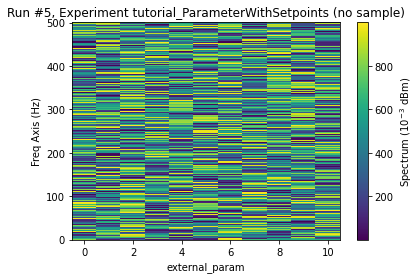 Run #5, Experiment tutorial_ParameterWithSetpoints (no sample)
500
400
300
200
100
0
Freq Axis (Hz)
0 2 4 6 8 10
external_param
800
600
400
200
Spectrum (10⁻³ dBm)